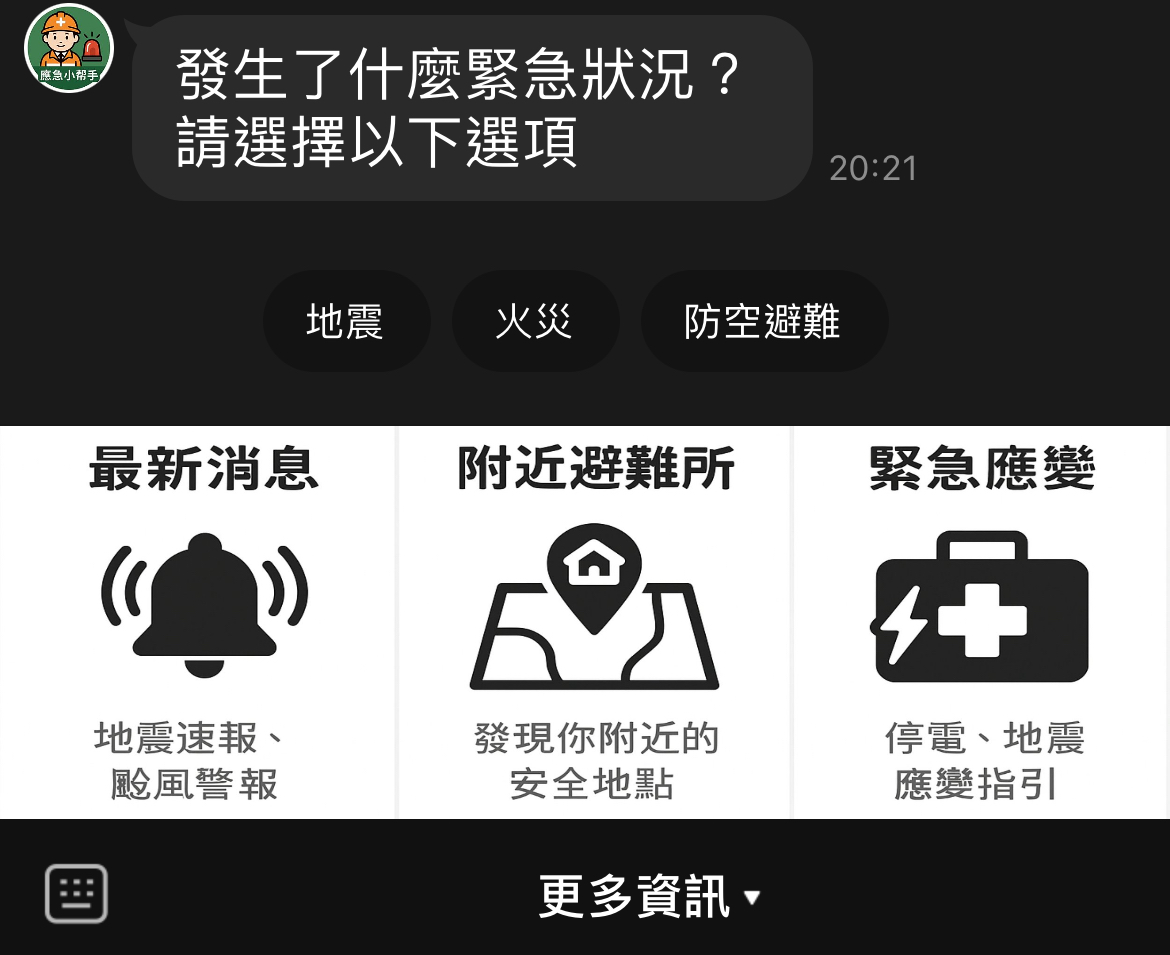 應急小幫手
發生了什麼緊急狀況？
請選擇以下選項
20:21
地震
火災
防空避難
最新消息
附近避難所
緊急應變
地震速報、
颱風警報
發現你附近的
安全地點
停電、地震
應變指引
更多資訊